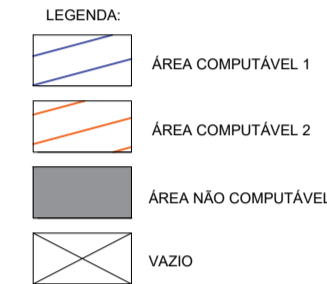 LEGENDA:
ÁREA COMPUTÁVEL 1
ÁREA COMPUTÁVEL 2
ÁREA NÃO COMPUTÁVEL
VAZIO